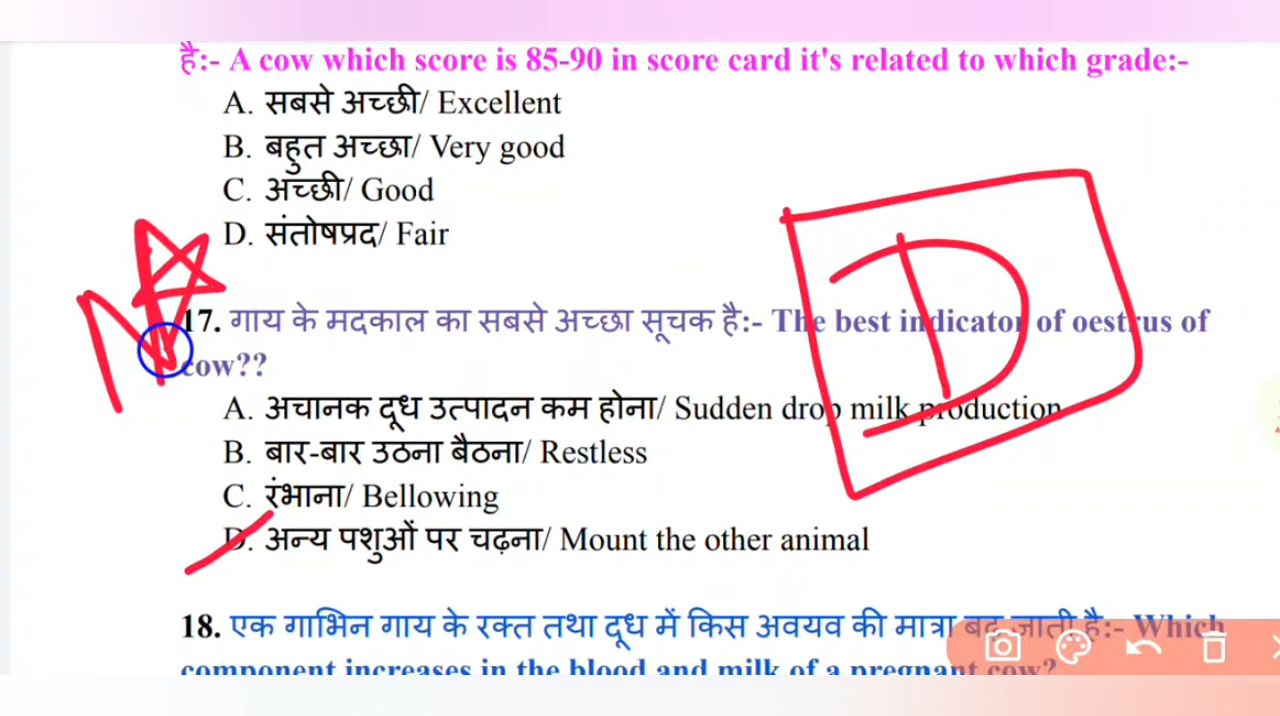 है:- A cow which score is 85-90 in score card it's related to which grade:-
A. सबसे अच्छी/ Excellent
B. बहुत अच्छा/ Very good
C. अच्छी/ Good
D. संतोषप्रद/ Fair
17. गाय के मदकाल का सबसे अच्छा सूचक है:- The best indicator of oestrus of
cow??
A. अचानक दूध उत्पादन कम होना/ Sudden drop milk production
B. बार-बार उठना बैठना/ Restless
C. रंभाना/ Bellowing
D. अन्य पशुओं पर चढ़ना/ Mount the other animal
D
18. एक गाभिन गाय के रक्त तथा दूध में किस अवयव की मात्रा बढ़ जाती है:- Which
component increases in the blood and milk of a pregnant cow?